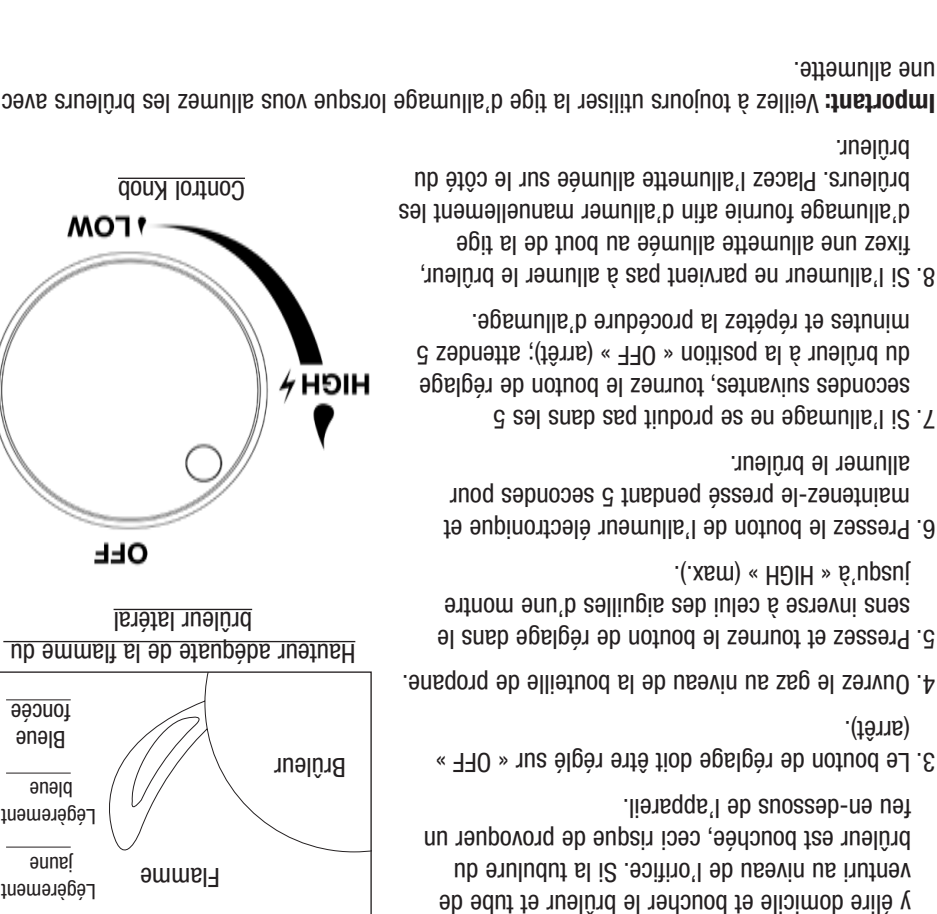 y élire domicile et boucher le brûleur et tube de
venturi au niveau de l'orifice. Si la tubulure du
brûleur est bouchée, ceci risque de provoquer un
feu en-dessous de l'appareil.
3. Le bouton de réglage doit être réglé sur « OFF »
(arrêt).
4. Ouvrez le gaz au niveau de la bouteille de propane.
5. Pressez et tournez le bouton de réglage dans le
sens inverse à celui des aiguilles d'une montre
jusqu'à « HIGH » (max.).
6. Pressez le bouton de l'allumeur électronique et
maintenez-le pressé pendant 5 secondes pour
allumer le brûleur.
7. Si l'allumage ne se produit pas dans les 5
secondes suivantes, tournez le bouton de réglage
du brûleur à la position « OFF » (arrêt); attendez 5
minutes et répétez la procédure d'allumage.
8. Si l'allumeur ne parvient pas à allumer le brûleur,
fixez une allumette allumée au bout de la tige
d'allumage fournie afin d'allumer manuellement les
brûleurs. Placez l'allumette allumée sur le côté du
brûleur.
Important: Veillez à toujours utiliser la tige d'allumage lorsque vous allumez les brûleurs avec
une allumette.
Flamme
Légèrement
jaune
Légèrement
bleue
Bleue
foncée
Brûleur
Hauteur adéquate de la flamme du
brûleur latéral
OFF
HIGH
LOW
Control Knob